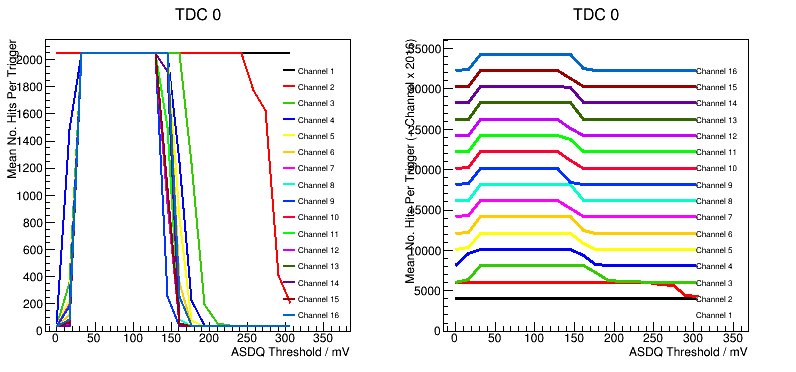 TDC 0
Mean No. Hits Per Trigger
2000
1800
1600
1400
1200
1000
800
600
400
200
0
0 50 100 150 200 250 300 350
ASDQ Threshold / mV
Channel 1
Channel 2
Channel 3
Channel 4
Channel 5
Channel 6
Channel 7
Channel 8
Channel 9
Channel 10
Channel 11
Channel 12
Channel 13
Channel 14
Channel 15
Channel 16
TDC 0
Mean No. Hits Per Trigger (+ Channel x 2016)
35000
30000
25000
20000
15000
10000
5000
0
0 50 100 150 200 250 300 350
ASDQ Threshold / mV
Channel 16
Channel 15
Channel 14
Channel 13
Channel 12
Channel 11
Channel 10
Channel 9
Channel 8
Channel 7
Channel 6
Channel 5
Channel 4
Channel 3
Channel 2
Channel 1